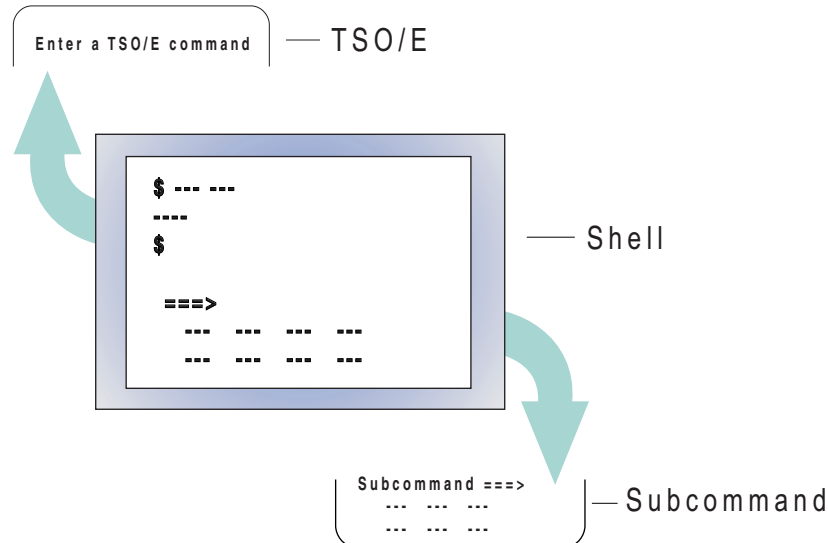 Enter a TSO/E command
TSO/E
$ --- ---
----
$
===>
--- --- --- ---
--- --- --- ---
Shell
Subcommand ===>
--- --- ---
--- --- ---
Subcommand